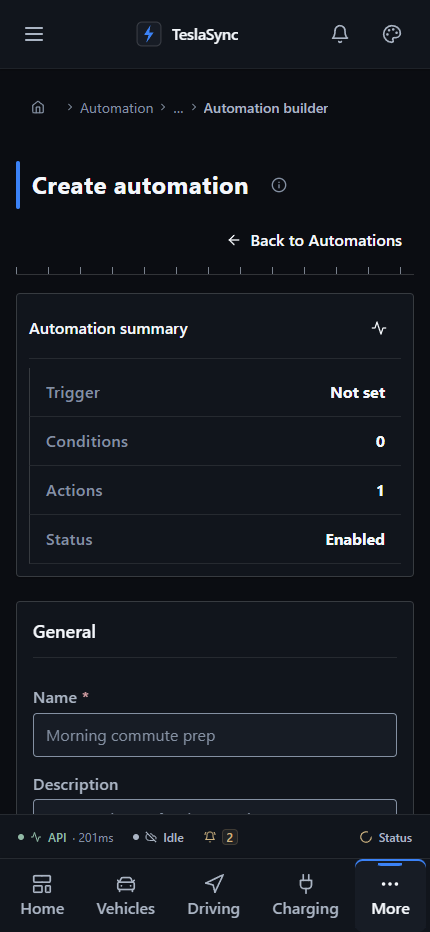 TeslaSync
Automation
...
Automation builder
Create automation
Back to Automations
Automation summary
Trigger Not set
Conditions 0
Actions 1
Status Enabled
General
Name *
Morning commute prep
Description
API · 201ms Idle 2 Status
Home Vehicles Driving Charging More